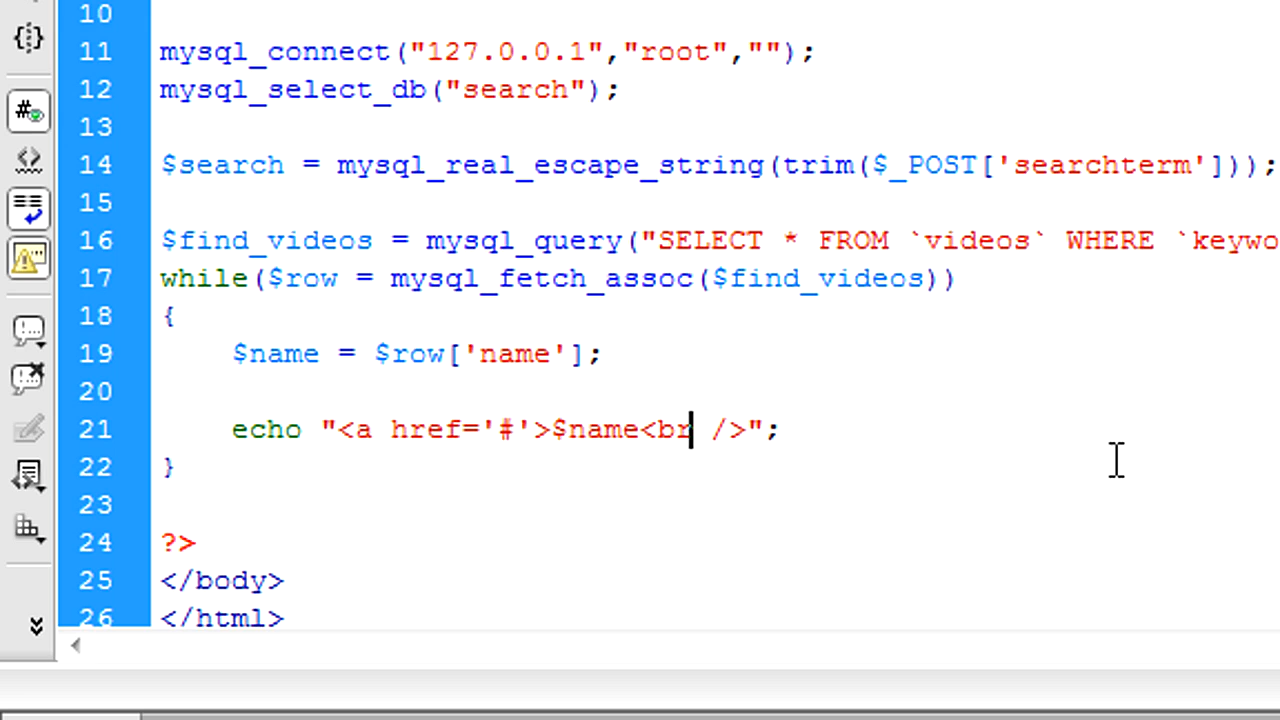 10
11 mysql_connect("127.0.0.1","root","");
12 mysql_select_db("search");
13
14 $search = mysql_real_escape_string(trim($_POST['searchterm']));
15
16 $find_videos = mysql_query("SELECT * FROM `videos` WHERE `keywo
17 while($row = mysql_fetch_assoc($find_videos))
18 {
19     $name = $row['name'];
20
21     echo "<a href='#'>$name<br />";
22 }
23
24 ?>
25 </body>
26 </html>